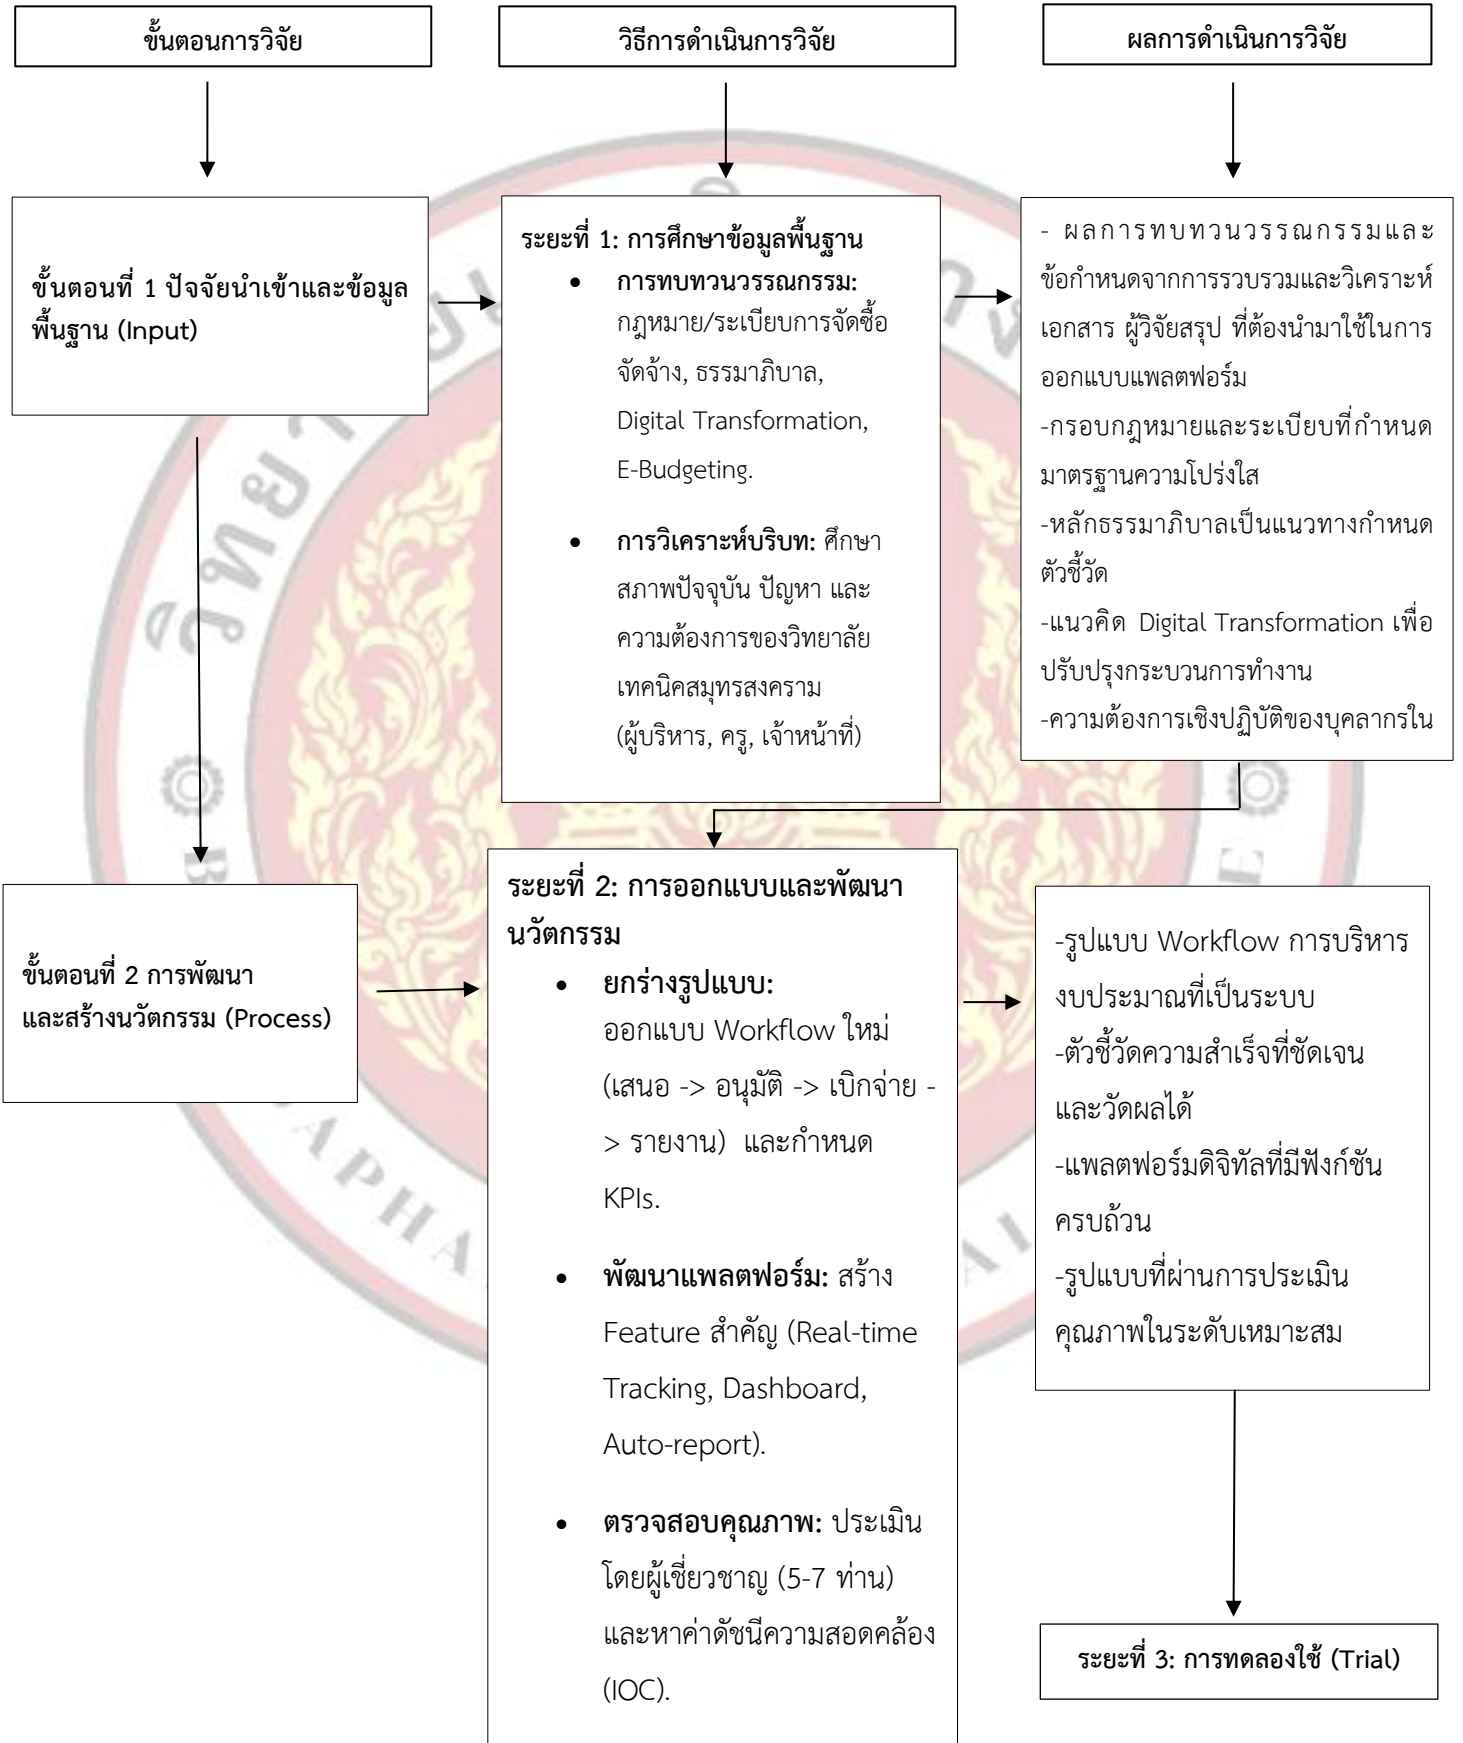 ขั้นตอนการวิจัย
วิธีการดำเนินการวิจัย
ผลการดำเนินการวิจัย
ขั้นตอนที่ 1 ปัจจัยนำเข้าและข้อมูล
พื้นฐาน (Input)
ระยะที่ 1: การศึกษาข้อมูลพื้นฐาน
• การทบทวนวรรณกรรม:
กฎหมาย/ระเบียบการจัดซื้อ
จัดจ้าง, ธรรมาภิบาล,
Digital Transformation,
E-Budgeting.
• การวิเคราะห์บริบท: ศึกษา
สภาพปัจจุบัน ปัญหา และ
ความต้องการของวิทยาลัย
เทคนิคสมุทรสงคราม
(ผู้บริหาร, ครู, เจ้าหน้าที่)
- ผลการทบทวนวรรณกรรมและ
ข้อกำหนดจากการรวบรวมและวิเคราะห์
เอกสาร ผู้วิจัยสรุป ที่ต้องนำมาใช้ในการ
ออกแบบแพลตฟอร์ม
-กรอบกฎหมายและระเบียบที่กำหนด
มาตรฐานความโปร่งใส
-หลักธรรมาภิบาลเป็นแนวทางกำหนด
ตัวชี้วัด
-แนวคิด Digital Transformation เพื่อ
ปรับปรุงกระบวนการทำงาน
-ความต้องการเชิงปฏิบัติของบุคลากรใน
ขั้นตอนที่ 2 การพัฒนา
และสร้างนวัตกรรม (Process)
ระยะที่ 2: การออกแบบและพัฒนา
นวัตกรรม
• ยกร่างรูปแบบ:
ออกแบบ Workflow ใหม่
(เสนอ -> อนุมัติ -> เบิกจ่าย -
> รายงาน) และกำหนด
KPIs.
• พัฒนาแพลตฟอร์ม: สร้าง
Feature สำคัญ (Real-time
Tracking, Dashboard,
Auto-report).
• ตรวจสอบคุณภาพ: ประเมิน
โดยผู้เชี่ยวชาญ (5-7 ท่าน)
และหาค่าดัชนีความสอดคล้อง
(IOC).
-รูปแบบ Workflow การบริหาร
งบประมาณที่เป็นระบบ
-ตัวชี้วัดความสำเร็จที่ชัดเจน
และวัดผลได้
-แพลตฟอร์มดิจิทัลที่มีฟังก์ชัน
ครบถ้วน
-รูปแบบที่ผ่านการประเมิน
คุณภาพในระดับเหมาะสม
ระยะที่ 3: การทดลองใช้ (Trial)